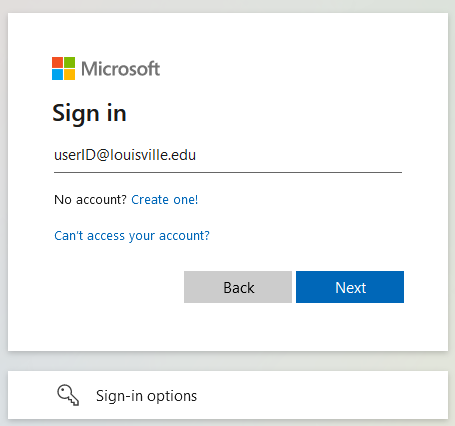 Microsoft
Sign in
userID@louisville.edu
No account? Create one!
Can't access your account?
Back Next
Sign-in options